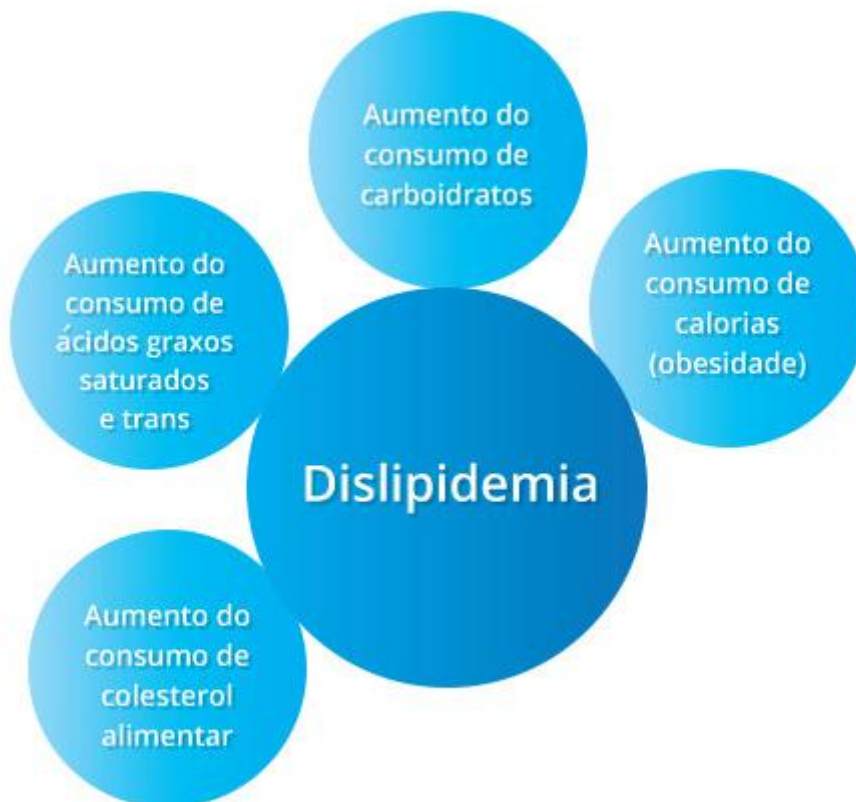 Aumento do
consumo de
carboidratos
Aumento do
consumo de
calorias
(obesidade)
Aumento do
consumo de
ácidos graxos
saturados
e trans
Dislipidemia
Aumento do
consumo de
colesterol
alimentar